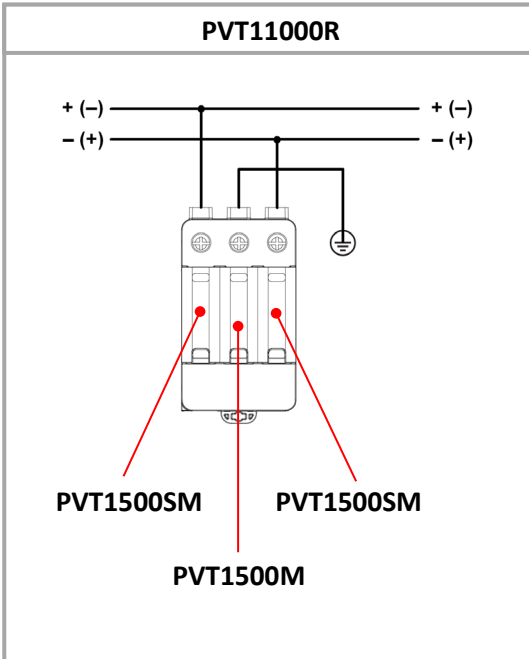 PVT11000R
+ (–) + (–)
– (+) – (+)
PVT1500SM PVT1500SM
PVT1500M